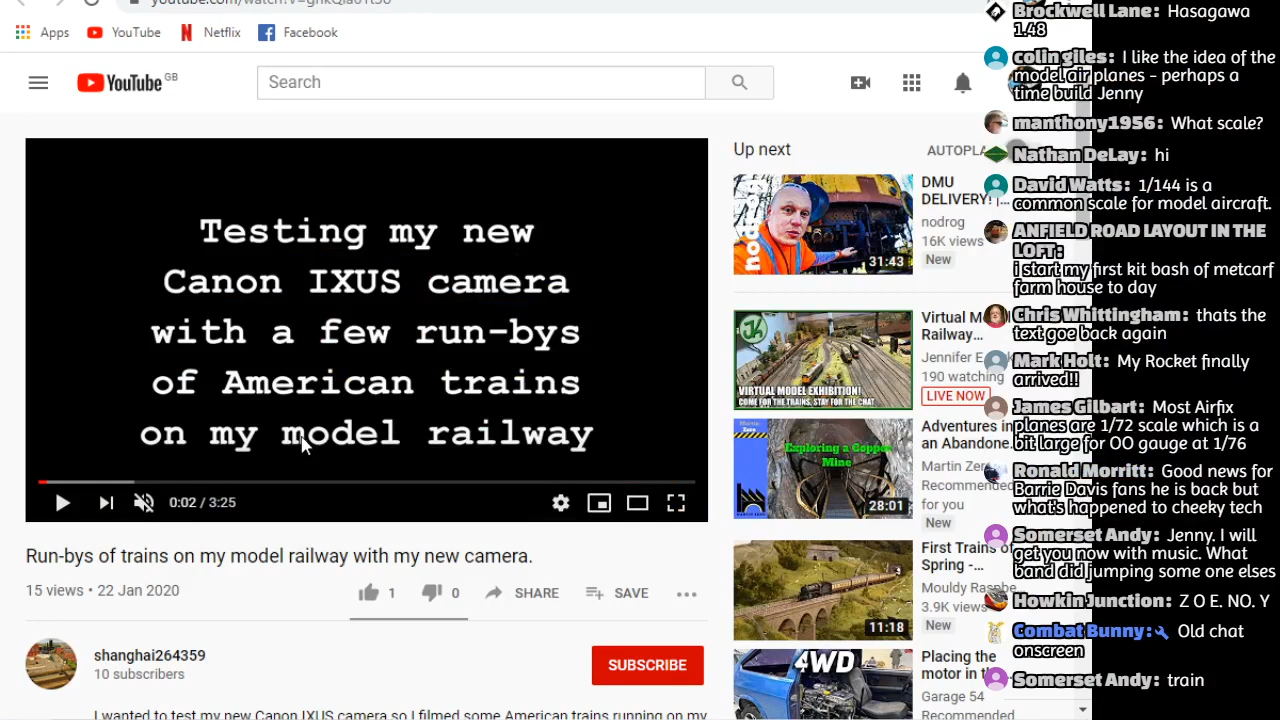 Apps YouTube Netflix Facebook
YouTube GB
Search
Testing my new
Canon IXUS camera
with a few run-bys
of American trains
on my model railway
0:02 / 3:25
Run-bys of trains on my model railway with my new camera.
15 views • 22 Jan 2020
1 0 SHARE SAVE
shanghai264359
10 subscribers
SUBSCRIBE
I wanted to test my new Canon IXUS camera so I filmed some American trains running on my
Up next
DMU
DELIVERY! |...
nodrog
16K views
New
31:43
Virtual
Railway...
Jennifer E
190 watching
LIVE NOW
VIRTUAL MODEL EXHIBITION!
COME FOR THE TRAINS, STAY FOR THE CHAT
Adventures in
an Abandone..
Martin
Recommended
for you
New
Exploring a Copper
Mine
28:01
First Trains of
Spring -...
Mouldy
3.9K views
New
11:18
Placing the
motor in
Garage 54
Recommended
4WD
Brockwell Lane: Hasagawa
1.48
colingiles: I like the idea of the
model air planes - perhaps a
time build Jenny
manthony1956: What scale?
Nathan DeLay: hi
David Watts: 1/144 is a
common scale for model aircraft.
ANFIELD ROAD LAYOUT IN THE
LOFT:
i start my first kit bash of metcarf
farm house to day
Chris Whittingham: thats the
text goe back again
Mark Holt: My Rocket finally
arrived!!
James Gilbart: Most Airfix
planes are 1/72 scale which is a
bit large for OO gauge at 1/76
Ronald Morritt: Good news for
Barrie Davis fans he is back but
what's happened to cheeky tech
Somerset Andy: Jenny. I will
get you now with music. What
band did jumping some one elses
Howkin Junction: Z O E. NO. Y
Combat Bunny: Old chat
onscreen
Somerset Andy: train